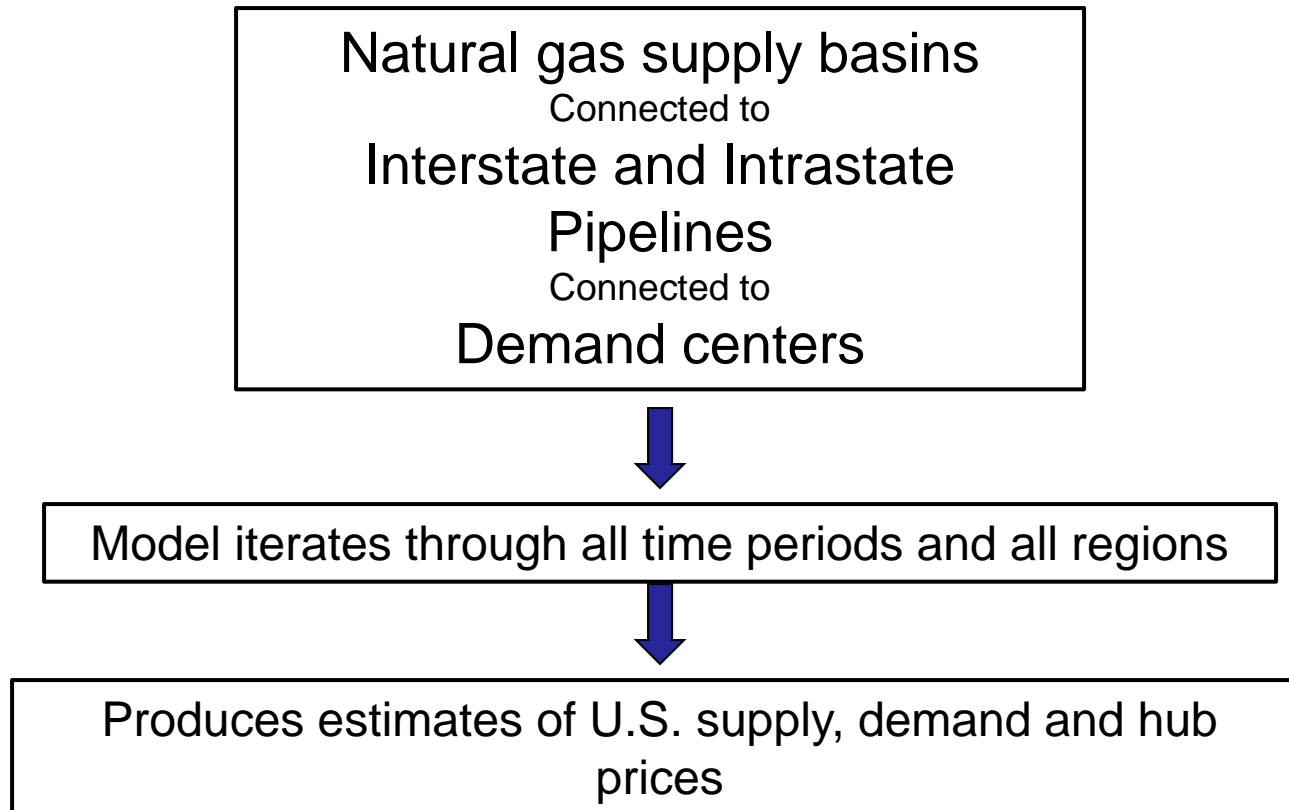 Natural gas supply basins
Connected to
Interstate and Intrastate
Pipelines
Connected to
Demand centers
Model iterates through all time periods and all regions
Produces estimates of U.S. supply, demand and hub
prices